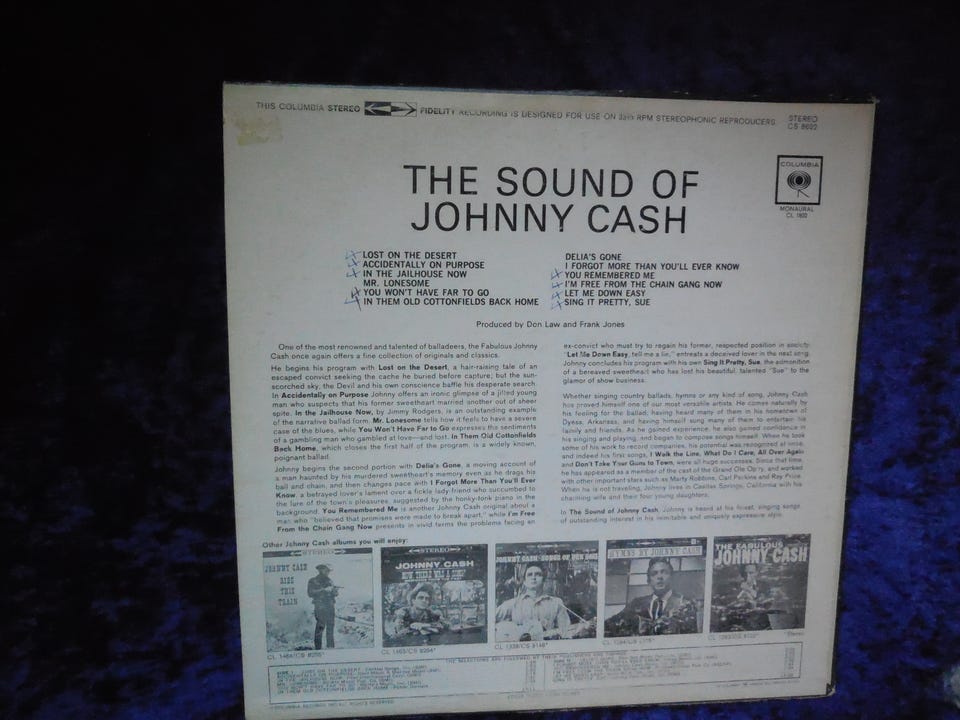 THIS COLUMBIA STEREO FIDELITY RECORDING IS DESIGNED FOR USE ON 33⅓ RPM STEREOPHONIC REPRODUCERS
STEREO
CS 8602
COLUMBIA
MONAURAL
CL 1802
THE SOUND OF
JOHNNY CASH
LOST ON THE DESERT
ACCIDENTALLY ON PURPOSE
IN THE JAILHOUSE NOW
MR. LONESOME
YOU WON'T HAVE FAR TO GO
IN THEM OLD COTTONFIELDS BACK HOME
DELIA'S GONE
I FORGOT MORE THAN YOU'LL EVER KNOW
YOU REMEMBERED ME
I'M FREE FROM THE CHAIN GANG NOW
LET ME DOWN EASY
SING IT PRETTY, SUE
Produced by Don Law and Frank Jones
One of the most renowned and talented of balladeers, the Fabulous Johnny
Cash once again offers a fine collection of originals and classics.
He begins his program with Lost on the Desert, a hair-raising tale of an
escaped convict seeking the cache he buried before capture; but the sun-
scorched sky, the Devil and his own conscience baffle his desperate search.
In Accidentally on Purpose Johnny offers an ironic glimpse of a jilted young
man who suspects that his former sweetheart married another out of sheer
spite. In the Jailhouse Now, by Jimmy Rodgers, is an outstanding example
of the narrative ballad form. Mr. Lonesome tells how it feels to have a severe
case of the blues, while You Won't Have Far to Go expresses the sentiments
of a gambling man who gambled at love—and lost. In Them Old Cottonfields
Back Home, which closes the first half of the program, is a widely known,
poignant ballad.
Johnny begins the second portion with Delia's Gone, a moving account of
a man haunted by his murdered sweetheart's memory even as he drags his
ball and chain, and then changes pace with I Forgot More Than You'll Ever
Know, a betrayed lover's lament over a fickle lady-friend who succumbed to
the lure of the town's pleasures, suggested by the honky-tonk piano in the
background. You Remembered Me is another Johnny Cash original about a
man who "believed that promises were made to break apart," while I'm Free
From the Chain Gang Now presents in vivid terms the problems facing an
ex-convict who must try to regain his former, respected position in society.
"Let Me Down Easy, tell me a lie," entreats a deceived lover in the next song.
Johnny concludes his program with his own Sing It Pretty, Sue, the admonition
of a bereaved sweetheart who has lost his beautiful, talented "Sue" to the
glamor of show business.
Whether singing country ballads, hymns or any kind of song, Johnny Cash
has proved himself one of our most versatile artists. He comes naturally by
his feeling for the ballad; having heard many of them in his hometown of
Dyess, Arkansas, and having himself sung many of them to entertain his
family and friends. As he gained experience, he also gained confidence in
his singing and playing, and began to compose songs himself. When he took
some of his work to record companies, his potential was recognized at once,
and indeed his first songs, I Walk the Line, What Do I Care, All Over Again
and Don't Take Your Guns to Town, were all huge successes. Since that time,
he has appeared as a member of the cast of the Grand Ole Op'ry, and worked
with other important stars such as Marty Robbins, Carl Perkins and Ray Price.
When he is not traveling, Johnny lives in Casitas Springs, California with his
charming wife and their four young daughters.
In The Sound of Johnny Cash, Johnny is heard at his finest, singing songs
of outstanding interest in his inimitable and uniquely expressive style.
Other Johnny Cash albums you will enjoy:
STEREO
JOHNNY CASH
RIDE
THIS
TRAIN
STEREO
JOHNNY CASH
NOW, THERE WAS A SONG!
JOHNNY CASH SONGS OF OUR SOIL
HYMNS BY JOHNNY CASH
THE FABULOUS
JOHNNY CASH